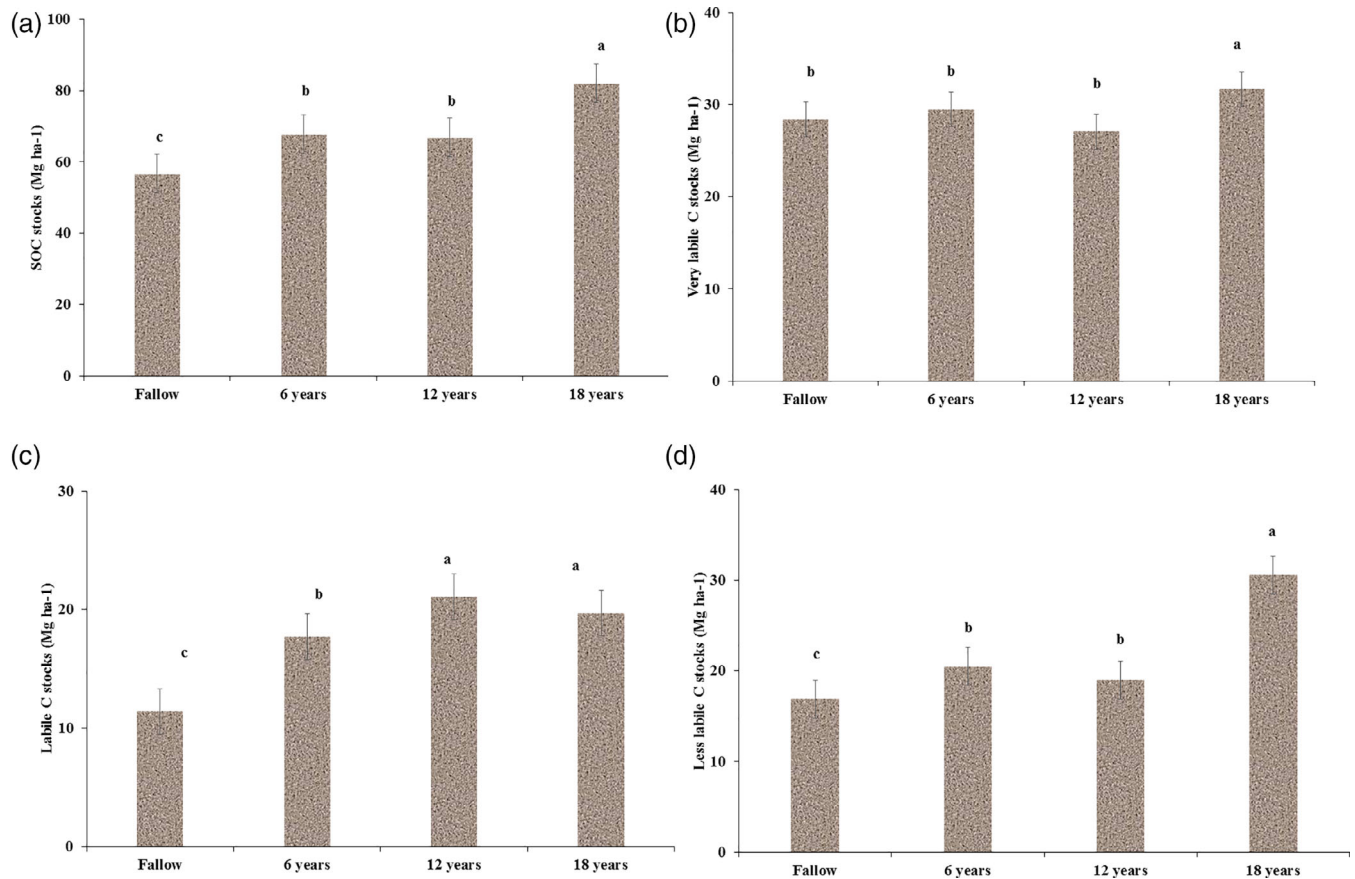 (a)
SOC stocks (Mg ha-1)
100
80
60
40
20
0
c
b
b
a
Fallow 6 years 12 years 18 years
(b)
Very labile C stocks (Mg ha-1)
40
30
20
10
0
b
b
b
a
Fallow 6 years 12 years 18 years
(c)
Labile C stocks (Mg ha-1)
30
20
10
0
c
b
a
a
Fallow 6 years 12 years 18 years
(d)
Less labile C stocks (Mg ha-1)
40
30
20
10
0
c
b
b
a
Fallow 6 years 12 years 18 years